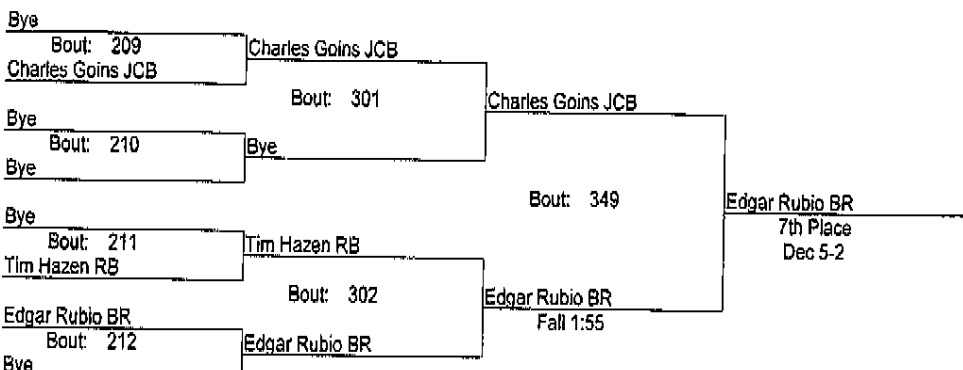 Bye
Bout: 209
Charles Goins JCB
Charles Goins JCB
Bout: 301
Charles Goins JCB
Bye
Bout: 210
Bye
Bye
Bout: 349
Edgar Rubio BR
7th Place
Dec 5-2
Bye
Bout: 211
Tim Hazen RB
Tim Hazen RB
Bout: 302
Edgar Rubio BR
Fall 1:55
Edgar Rubio BR
Bout: 212
Edgar Rubio BR
Bye